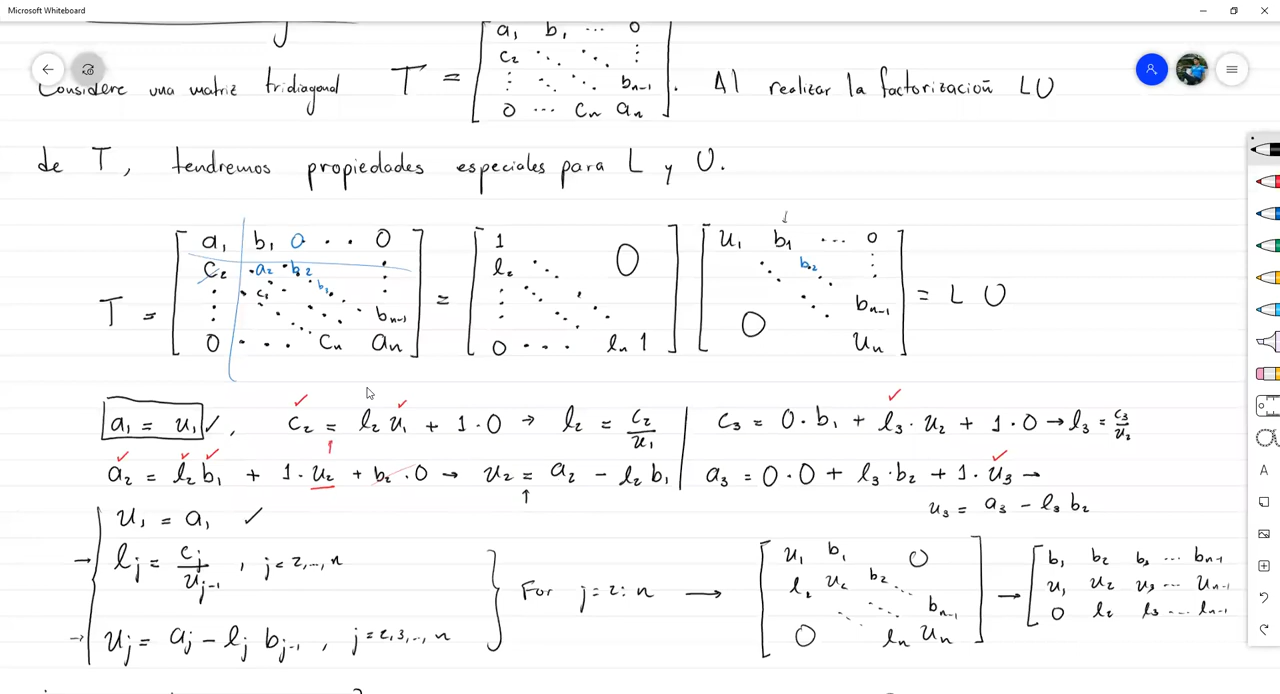 Microsoft Whiteboard
Considere una matriz tridiagonal T = [ a₁ b₁ ⋯ 0 ; c₂ ⋱ ⋱ ⋮ ; ⋮ ⋱ ⋱ bₙ₋₁ ; 0 ⋯ cₙ aₙ ]. Al realizar la factorización LU
de T, tendremos propiedades especiales para L y U.
T = [ a₁ b₁ 0 ⋯ 0 ; c₂ a₂ b₂ ⋮ ; ⋮ ⋱ ⋱ bₙ₋₁ ; 0 ⋯ cₙ aₙ ] = [ 1 0 ; l₂ ⋱ ; ⋮ ⋱ ⋱ ; 0 ⋯ lₙ 1 ] [ u₁ b₁ ⋯ 0 ; ⋱ b₂ ⋮ ; 0 ⋱ bₙ₋₁ ; uₙ ] = L U
a₁ = u₁ ✓, c₂ = l₂ u₁ + 1·0 → l₂ = c₂/u₁ | c₃ = 0·b₁ + l₃·u₂ + 1·0 → l₃ = c₃/u₂
a₂ = l₂ b₁ + 1·u₂ + b₂·0 → u₂ = a₂ − l₂ b₁ | a₃ = 0·0 + l₃·b₂ + 1·u₃ →
u₃ = a₃ − l₃ b₂
u₁ = a₁ ✓
→ lⱼ = cⱼ/uⱼ₋₁, j=2,…,n
→ uⱼ = aⱼ − lⱼ bⱼ₋₁, j=2,3,…,n
For j=2:n → [ u₁ b₁ 0 ; l₂ u₂ b₂ ⋱ ; ⋱ ⋱ bₙ₋₁ ; 0 lₙ uₙ ] → [ b₁ b₂ b₃ ⋯ bₙ₋₁ ; u₁ u₂ u₃ ⋯ uₙ₋₁ ; 0 l₂ l₃ ⋯ lₙ₋₁ ]